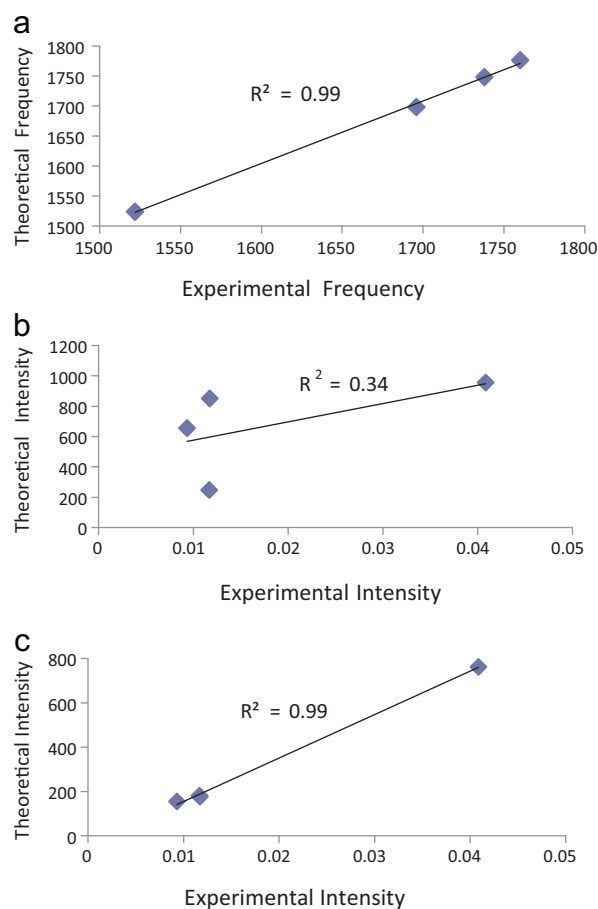 a
1800
1750
1700
1650
1600
1550
1500
R² = 0.99
Theoretical Frequency
1500 1550 1600 1650 1700 1750 1800
Experimental Frequency
b
1200
1000
800
600
400
200
0
R² = 0.34
Theoretical Intensity
0 0.01 0.02 0.03 0.04 0.05
Experimental Intensity
c
800
600
400
200
0
R² = 0.99
Theoretical Intensity
0 0.01 0.02 0.03 0.04 0.05
Experimental Intensity